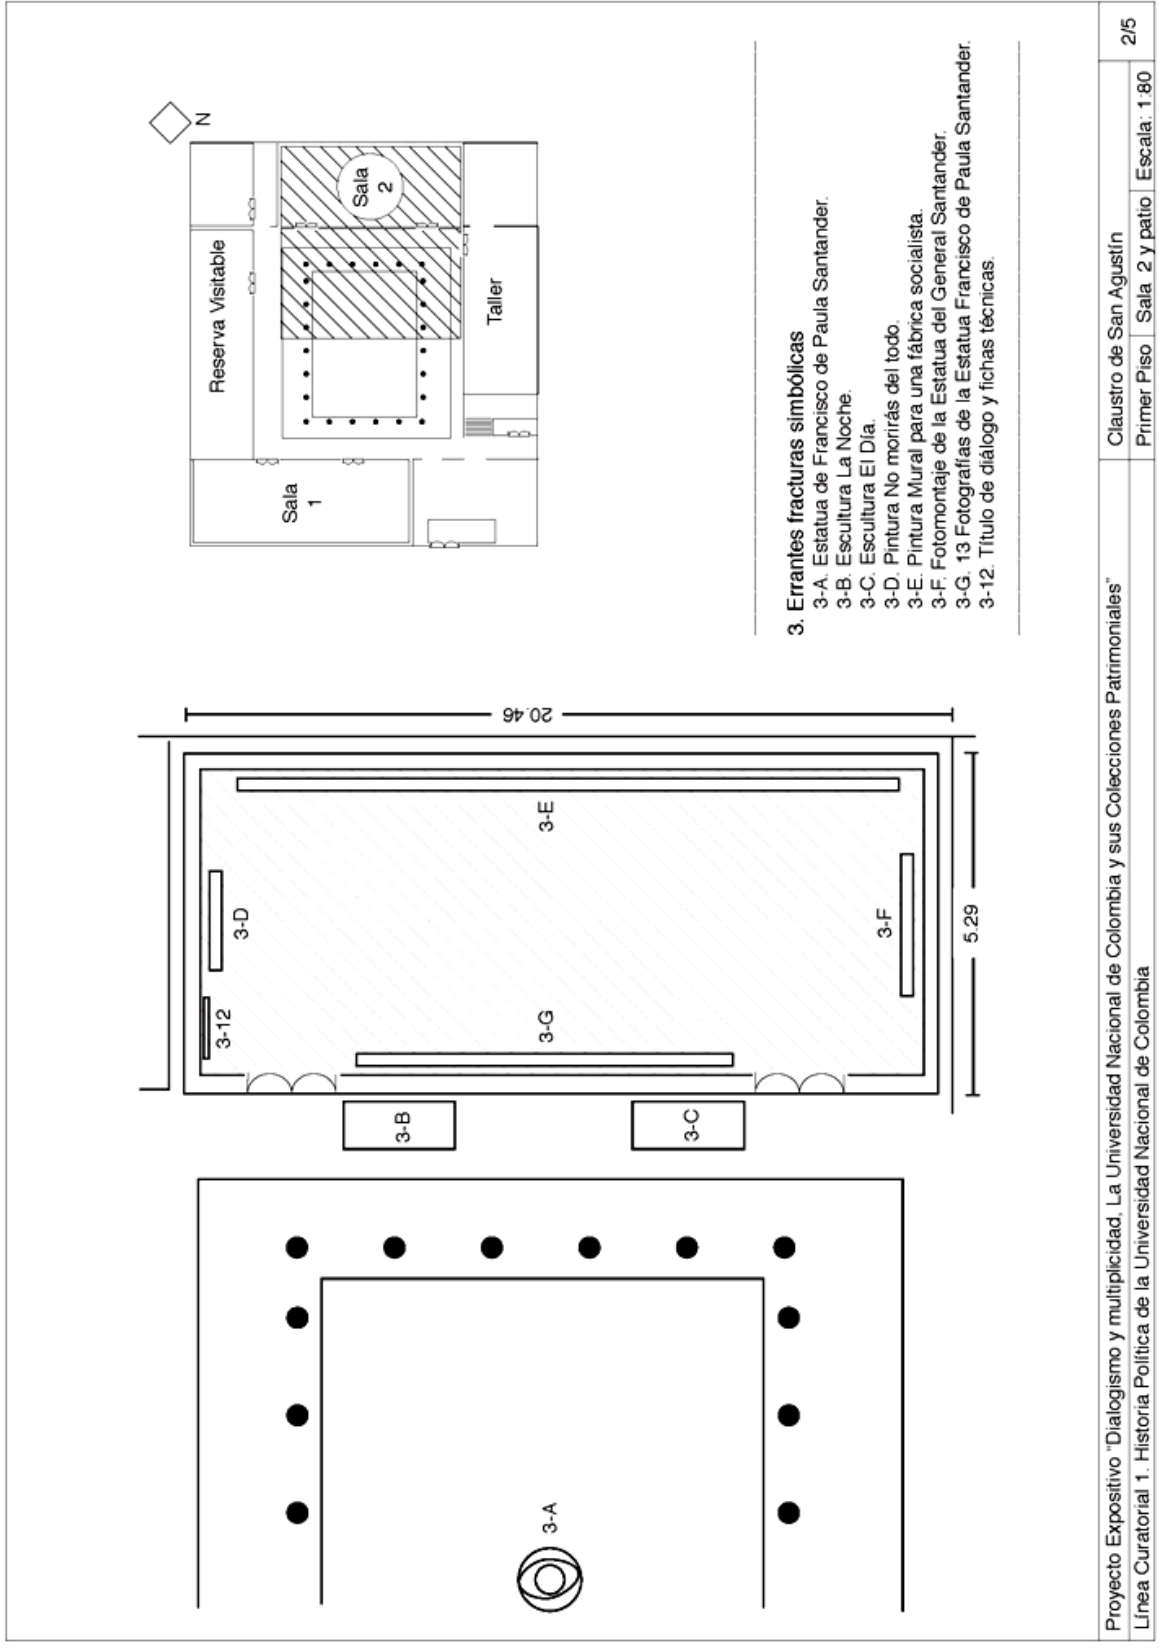 N
Reserva Visitable
Sala
2
Sala
1
Taller
3. Errantes fracturas simbólicas
3-A. Estatua de Francisco de Paula Santander.
3-B. Escultura La Noche.
3-C. Escultura El Día.
3-D. Pintura No morirás del todo.
3-E. Pintura Mural para una fábrica socialista.
3-F. Fotomontaje de la Estatua del General Santander.
3-G. 13 Fotografías de la Estatua Francisco de Paula Santander.
3-12. Título de diálogo y fichas técnicas.
20.46
3-E
3-D
3-12
3-G
3-F
5.29
3-B
3-C
3-A
Proyecto Expositivo "Dialogismo y multiplicidad, La Universidad Nacional de Colombia y sus Colecciones Patrimoniales"
Línea Curatorial 1. Historia Política de la Universidad Nacional de Colombia
Claustro de San Agustín
Primer Piso
Sala 2 y patio
Escala: 1:80
2/5